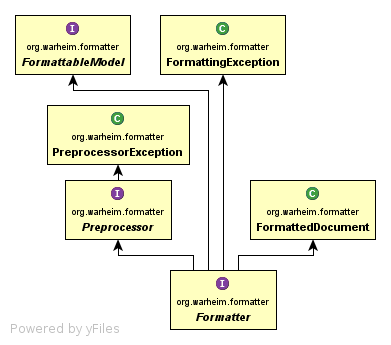 I
org.warheim.formatter
FormattableModel
C
org.warheim.formatter
FormattingException
C
org.warheim.formatter
PreprocessorException
I
org.warheim.formatter
Preprocessor
C
org.warheim.formatter
FormattedDocument
I
org.warheim.formatter
Formatter
Powered by yFiles